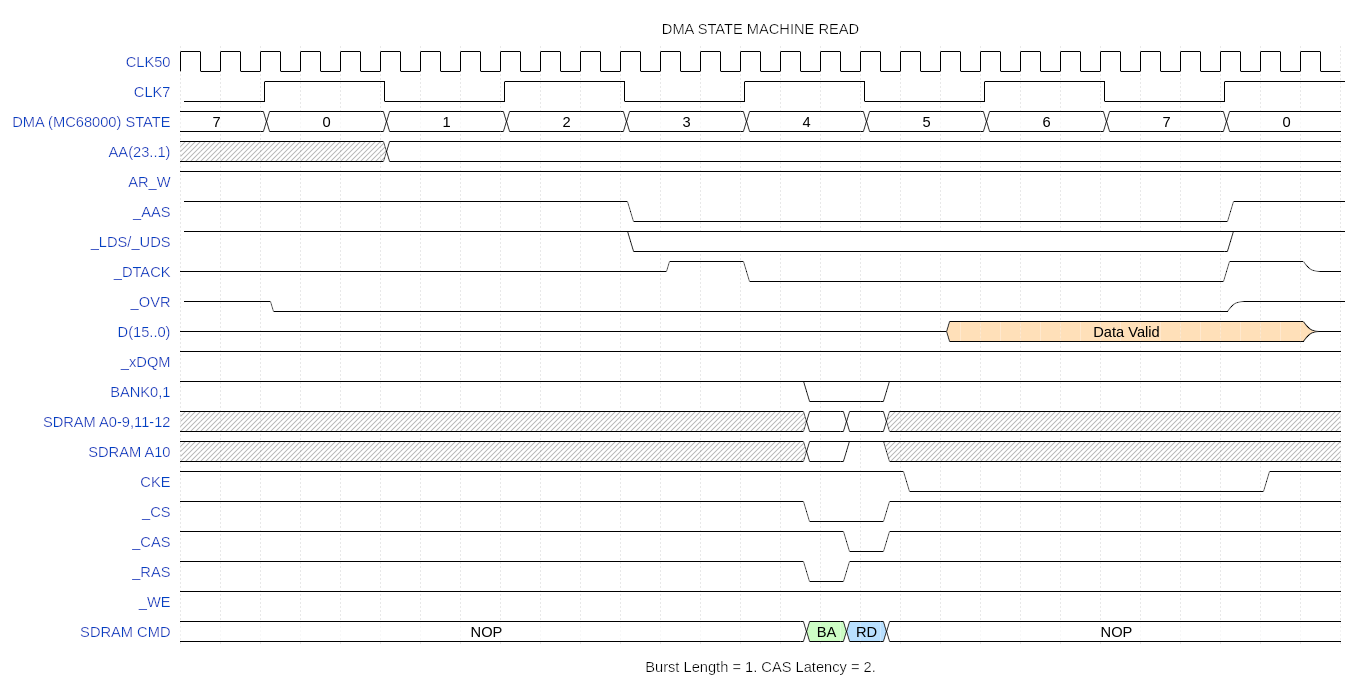 DMA STATE MACHINE READ
CLK50
CLK7
DMA (MC68000) STATE 7 0 1 2 3 4 5 6 7 0
AA(23..1)
AR_W
_AAS
_LDS/_UDS
_DTACK
_OVR
D(15..0) Data Valid
_xDQM
BANK0,1
SDRAM A0-9,11-12
SDRAM A10
CKE
_CS
_CAS
_RAS
_WE
SDRAM CMD NOP BA RD NOP
Burst Length = 1. CAS Latency = 2.